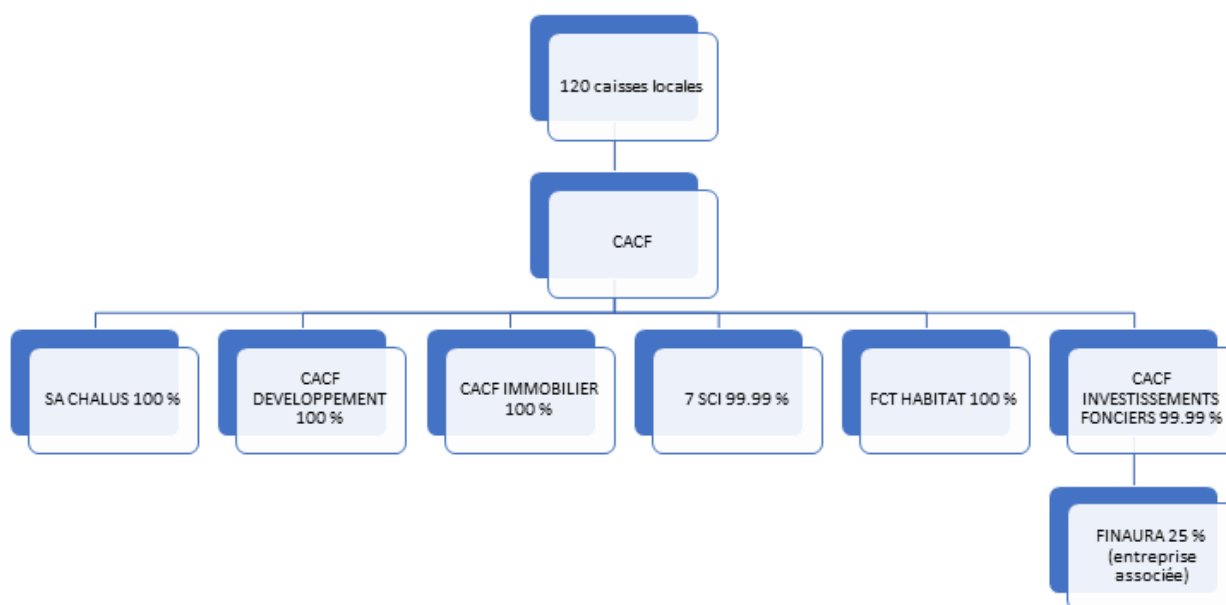 120 caisses locales
CACF
SA CHALUS 100 %
CACF
DEVELOPPEMENT
100 %
CACF IMMOBILIER
100 %
7 SCI 99.99 %
FCT HABITAT 100 %
CACF
INVESTISSEMENTS
FONCIERS 99.99 %
FINAURA 25 %
(entreprise
associée)